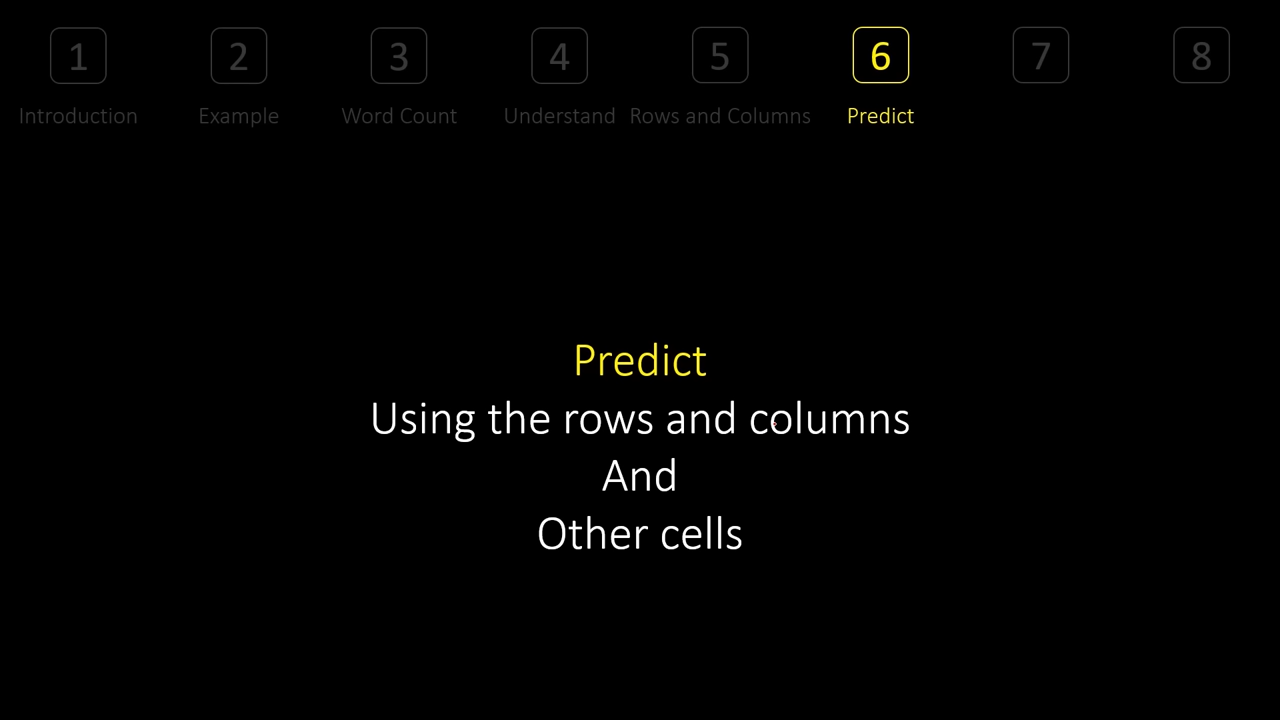 1 2 3 4 5 6 7 8
Introduction Example Word Count Understand Rows and Columns Predict
Predict
Using the rows and columns
And
Other cells